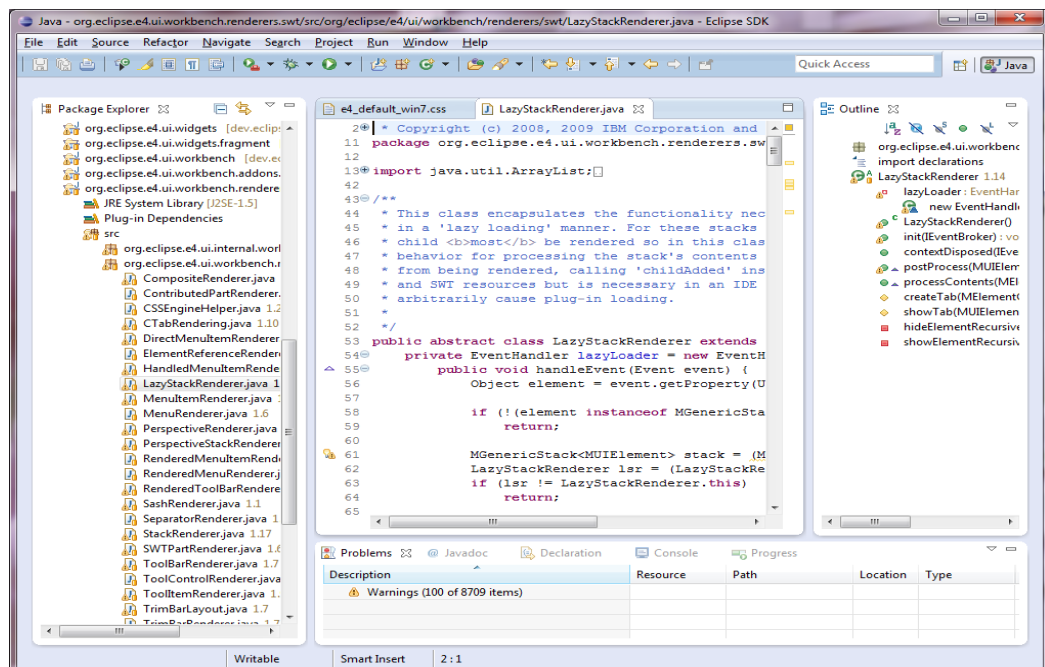 Java - org.eclipse.e4.ui.workbench.renderers.swt/src/org/eclipse/e4/ui/workbench/renderers/swt/LazyStackRenderer.java - Eclipse SDK
File Edit Source Refactor Navigate Search Project Run Window Help
Quick Access
Java
Package Explorer
org.eclipse.e4.ui.widgets [dev.eclips
org.eclipse.e4.ui.widgets.fragment
org.eclipse.e4.ui.workbench [dev.ec
org.eclipse.e4.ui.workbench.addons.
org.eclipse.e4.ui.workbench.rendere
JRE System Library [J2SE-1.5]
Plug-in Dependencies
src
org.eclipse.e4.ui.internal.worl
org.eclipse.e4.ui.workbench.r
CompositeRenderer.java
ContributedPartRenderer.
CSSEngineHelper.java 1.2
CTabRendering.java 1.10
DirectMenuItemRenderer
ElementReferenceRender
HandledMenuItemRende
LazyStackRenderer.java 1
MenuItemRenderer.java
MenuRenderer.java 1.6
PerspectiveRenderer.java
PerspectiveStackRenderer
RenderedMenuItemRend
RenderedMenuRenderer.j
RenderedToolBarRendere
SashRenderer.java 1.1
SeparatorRenderer.java 1
StackRenderer.java 1.17
SWTPartRenderer.java 1.6
ToolBarRenderer.java 1.7
ToolControlRenderer.java
ToolItemRenderer.java 1.
TrimBarLayout.java 1.7
TrimBarRenderer.java 1.7
e4_default_win7.css LazyStackRenderer.java
2 * Copyright (c) 2008, 2009 IBM Corporation and
11 package org.eclipse.e4.ui.workbench.renderers.sw
12
13 import java.util.ArrayList;
42
43 /**
44 * This class encapsulates the functionality nec
45 * in a 'lazy loading' manner. For these stacks
46 * child <b>most</b> be rendered so in this clas
47 * behavior for processing the stack's contents
48 * from being rendered, calling 'childAdded' ins
49 * and SWT resources but is necessary in an IDE
50 * arbitrarily cause plug-in loading.
51 *
52 */
53 public abstract class LazyStackRenderer extends
54 private EventHandler lazyLoader = new EventH
55 public void handleEvent(Event event) {
56 Object element = event.getProperty(U
57
58 if (!(element instanceof MGenericSta
59 return;
60
61 MGenericStack<MUIElement> stack = (M
62 LazyStackRenderer lsr = (LazyStackRe
63 if (lsr != LazyStackRenderer.this)
64 return;
65
Outline
org.eclipse.e4.ui.workbenc
import declarations
LazyStackRenderer 1.14
lazyLoader : EventHar
new EventHandl
LazyStackRenderer()
init(IEventBroker) : vo
contextDisposed(IEve
postProcess(MUIElem
processContents(MEl
createTab(MElement
showTab(MUIElemen
hideElementRecursive
showElementRecursiv
Problems @ Javadoc Declaration Console Progress
Description Resource Path Location Type
Warnings (100 of 8709 items)
Writable Smart Insert 2 : 1